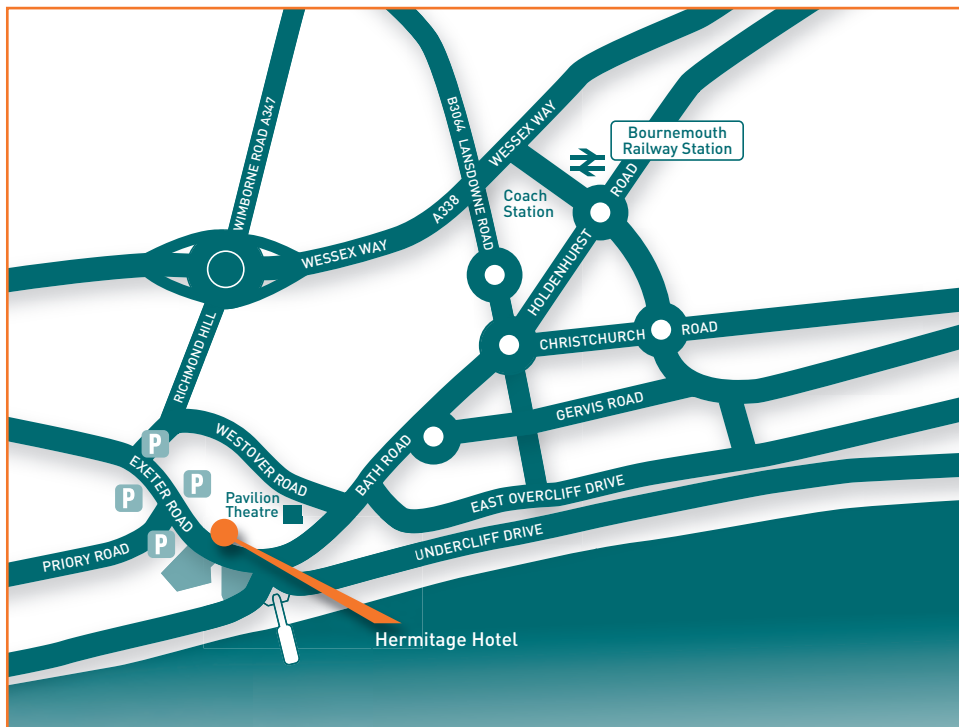 WIMBORNE ROAD A347
B3064 LANSDOWNE ROAD
WESSEX WAY
Bournemouth
Railway Station
ROAD
Coach
Station
A338
WESSEX WAY
HOLDENHURST
RICHMOND HILL
CHRISTCHURCH
ROAD
GERVIS ROAD
WESTOVER ROAD
BATH ROAD
P
EXETER ROAD
P
P
Pavilion
Theatre
EAST OVERCLIFF DRIVE
P
PRIORY ROAD
UNDERCLIFF DRIVE
Hermitage Hotel